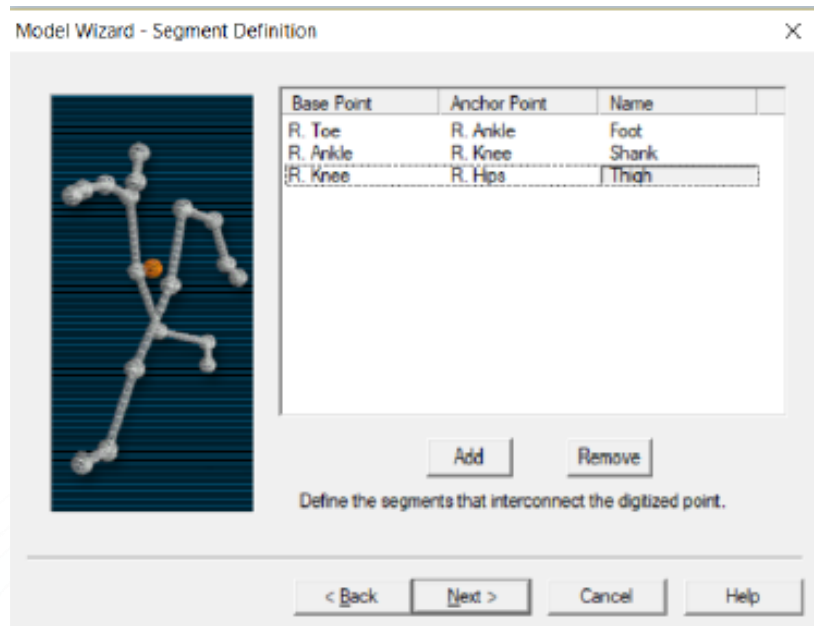 Model Wizard - Segment Definition
Base Point Anchor Point Name
R. Toe R. Ankle Foot
R. Ankle R. Knee Shank
R. Knee R. Hips Thigh
Add Remove
Define the segments that interconnect the digitized point.
< Back Next > Cancel Help